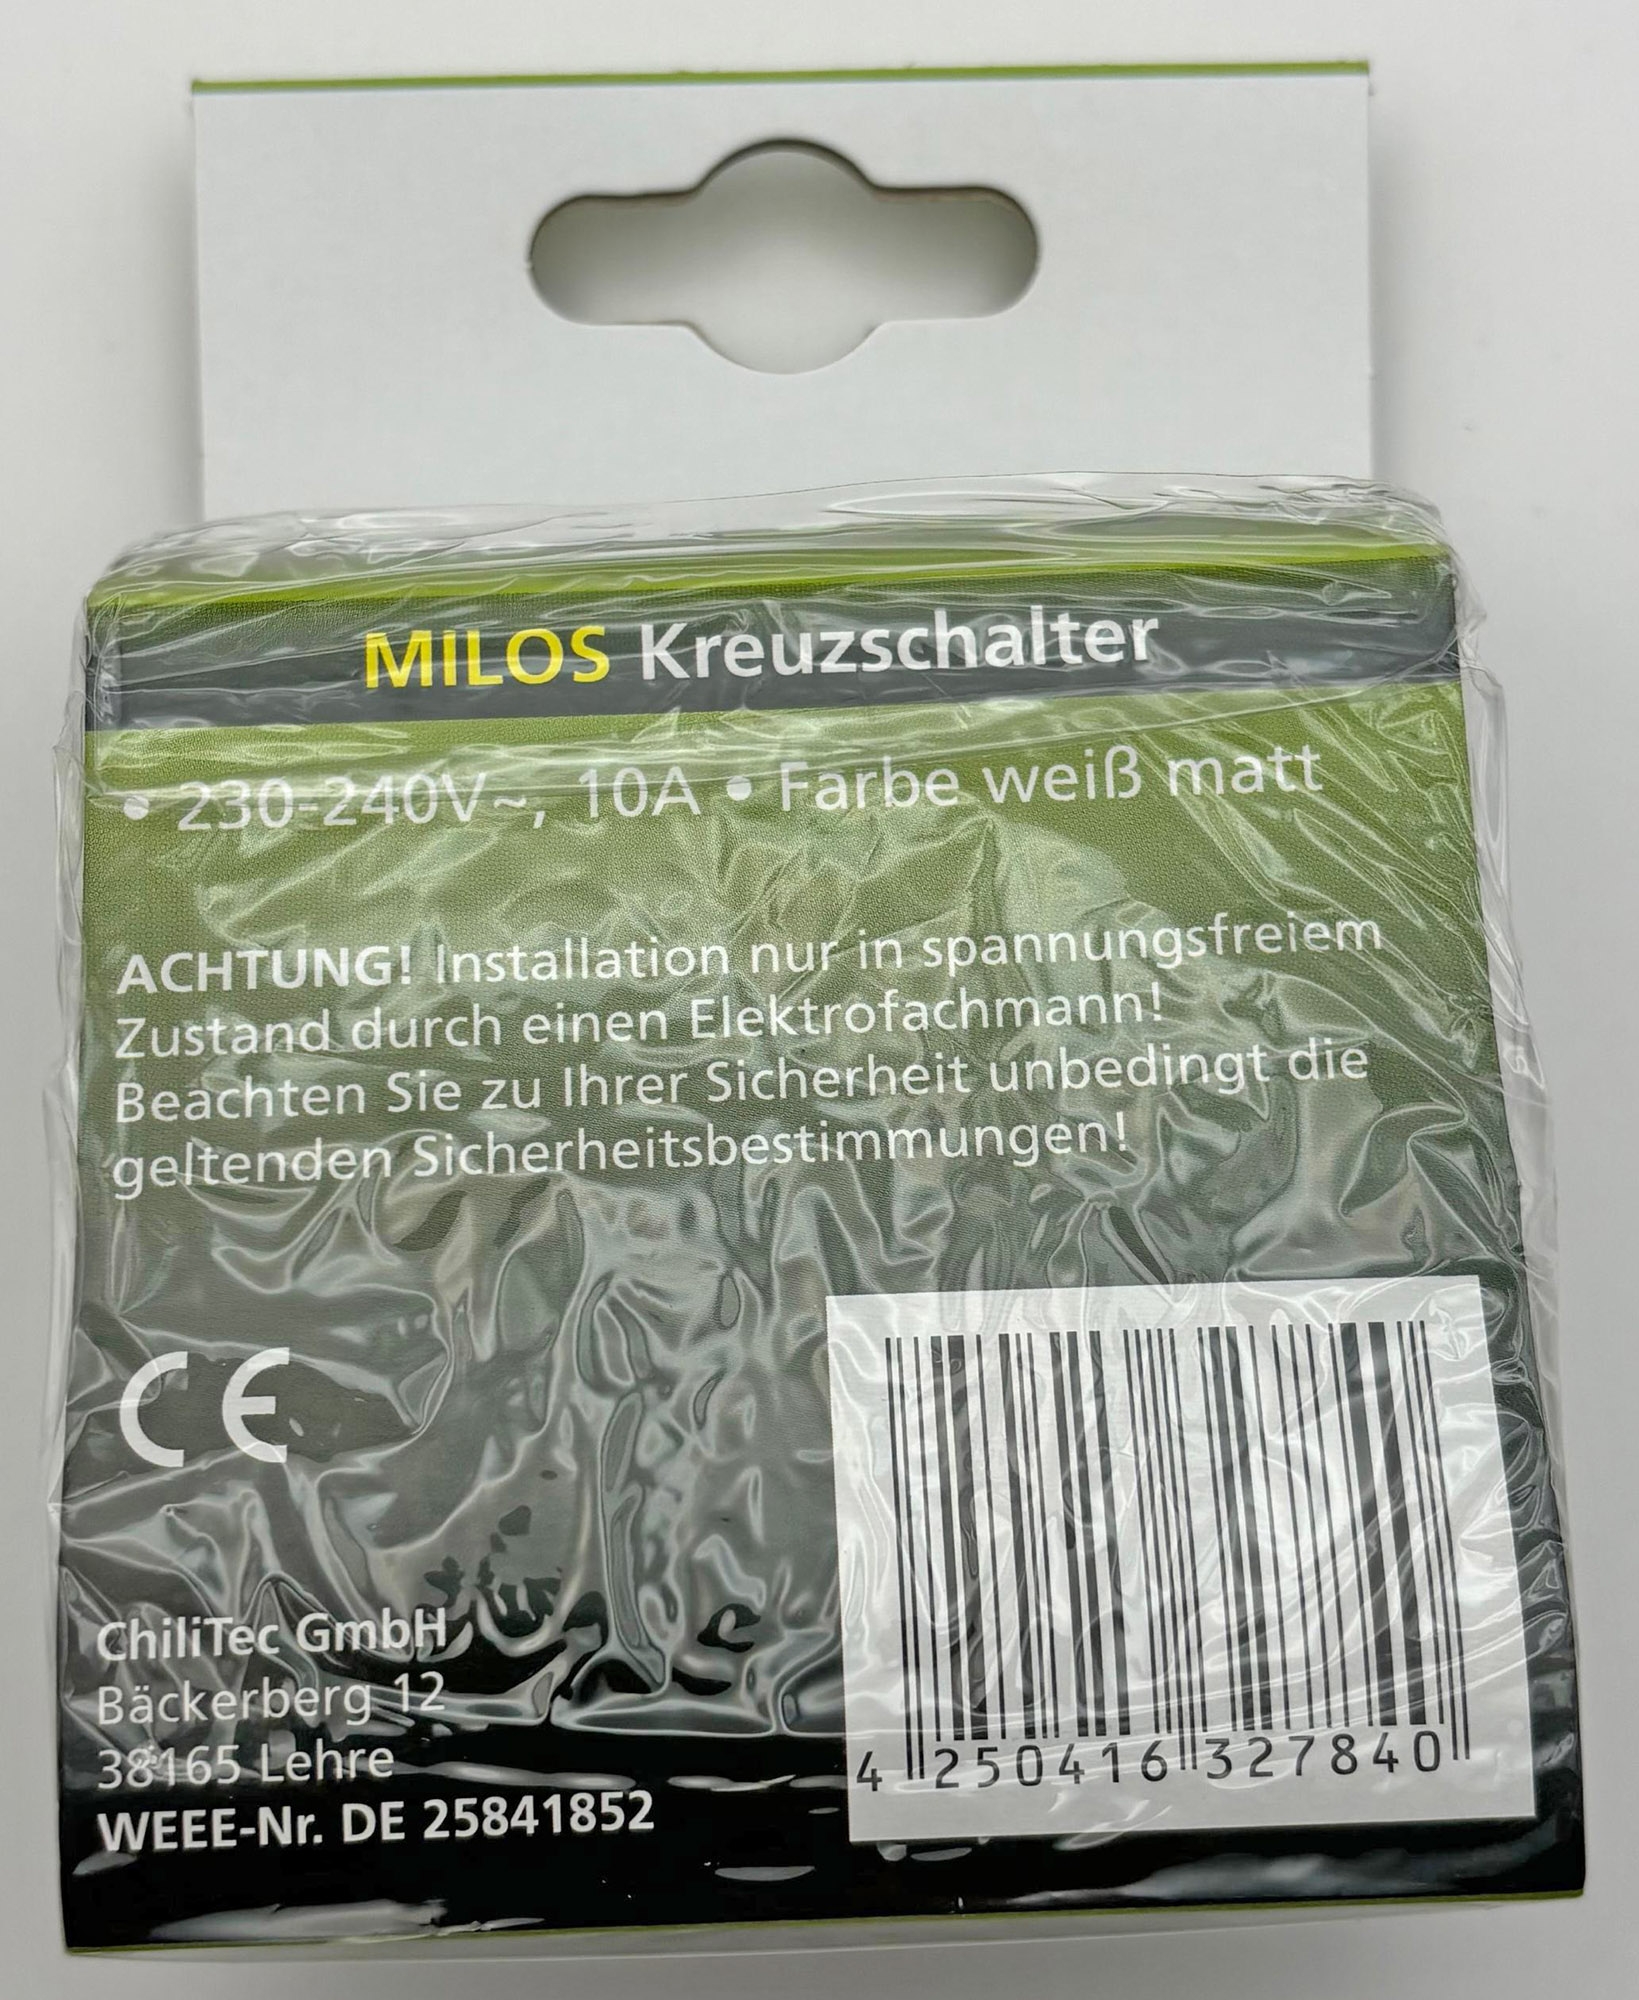 MILOS Kreuzschalter
• 230-240V~, 10A • Farbe weiß matt
ACHTUNG! Installation nur in spannungsfreiem
Zustand durch einen Elektrofachmann!
Beachten Sie zu Ihrer Sicherheit unbedingt die
geltenden Sicherheitsbestimmungen!
CE
ChiliTec GmbH
Bäckerberg 12
38165 Lehre
WEEE-Nr. DE 25841852
4 250416 327840